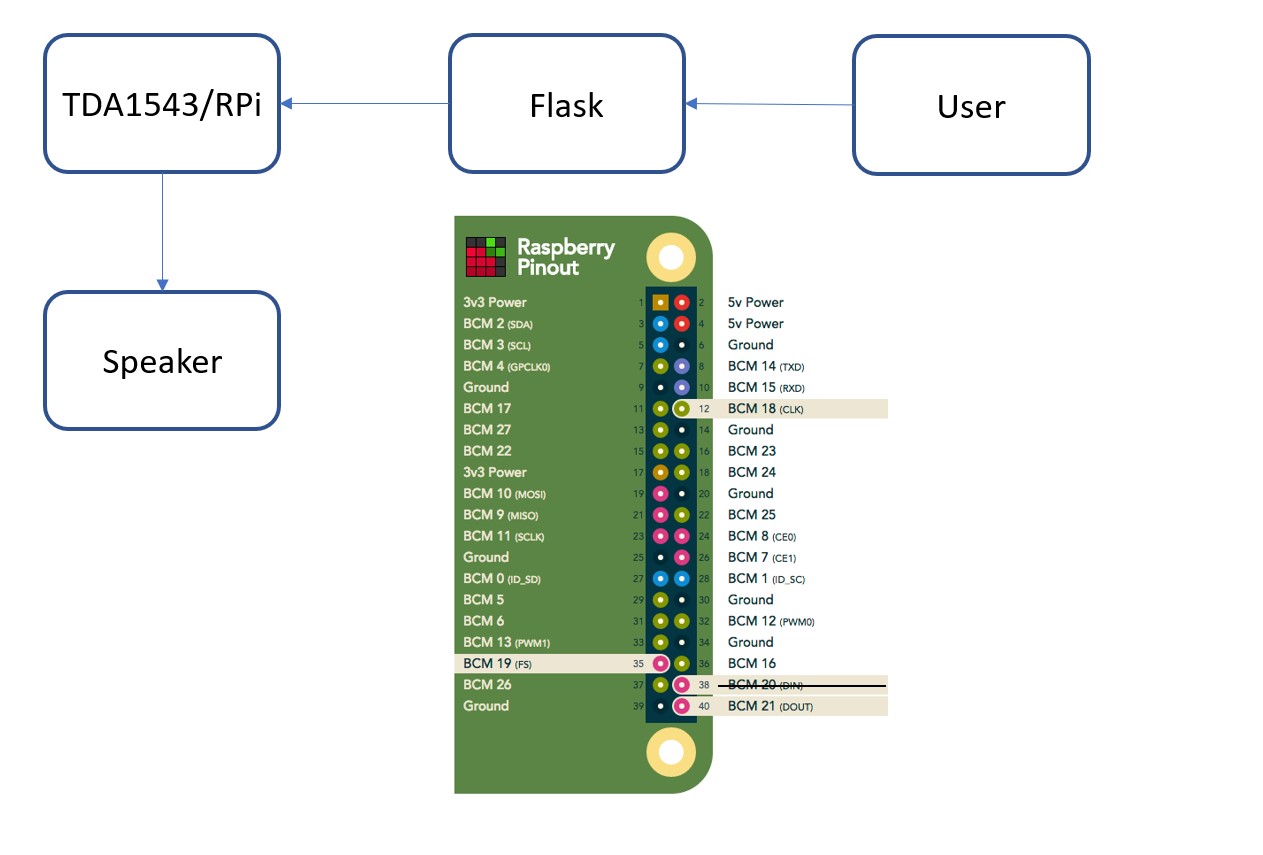 TDA1543/RPi
Flask
User
Speaker
Raspberry
Pinout
3v3 Power 1 2 5v Power
BCM 2 (SDA) 3 4 5v Power
BCM 3 (SCL) 5 6 Ground
BCM 4 (GPCLK0) 7 8 BCM 14 (TXD)
Ground 9 10 BCM 15 (RXD)
BCM 17 11 12 BCM 18 (CLK)
BCM 27 13 14 Ground
BCM 22 15 16 BCM 23
3v3 Power 17 18 BCM 24
BCM 10 (MOSI) 19 20 Ground
BCM 9 (MISO) 21 22 BCM 25
BCM 11 (SCLK) 23 24 BCM 8 (CE0)
Ground 25 26 BCM 7 (CE1)
BCM 0 (ID_SD) 27 28 BCM 1 (ID_SC)
BCM 5 29 30 Ground
BCM 6 31 32 BCM 12 (PWM0)
BCM 13 (PWM1) 33 34 Ground
BCM 19 (FS) 35 36 BCM 16
BCM 26 37 38 BCM 20 (DIN)
Ground 39 40 BCM 21 (DOUT)